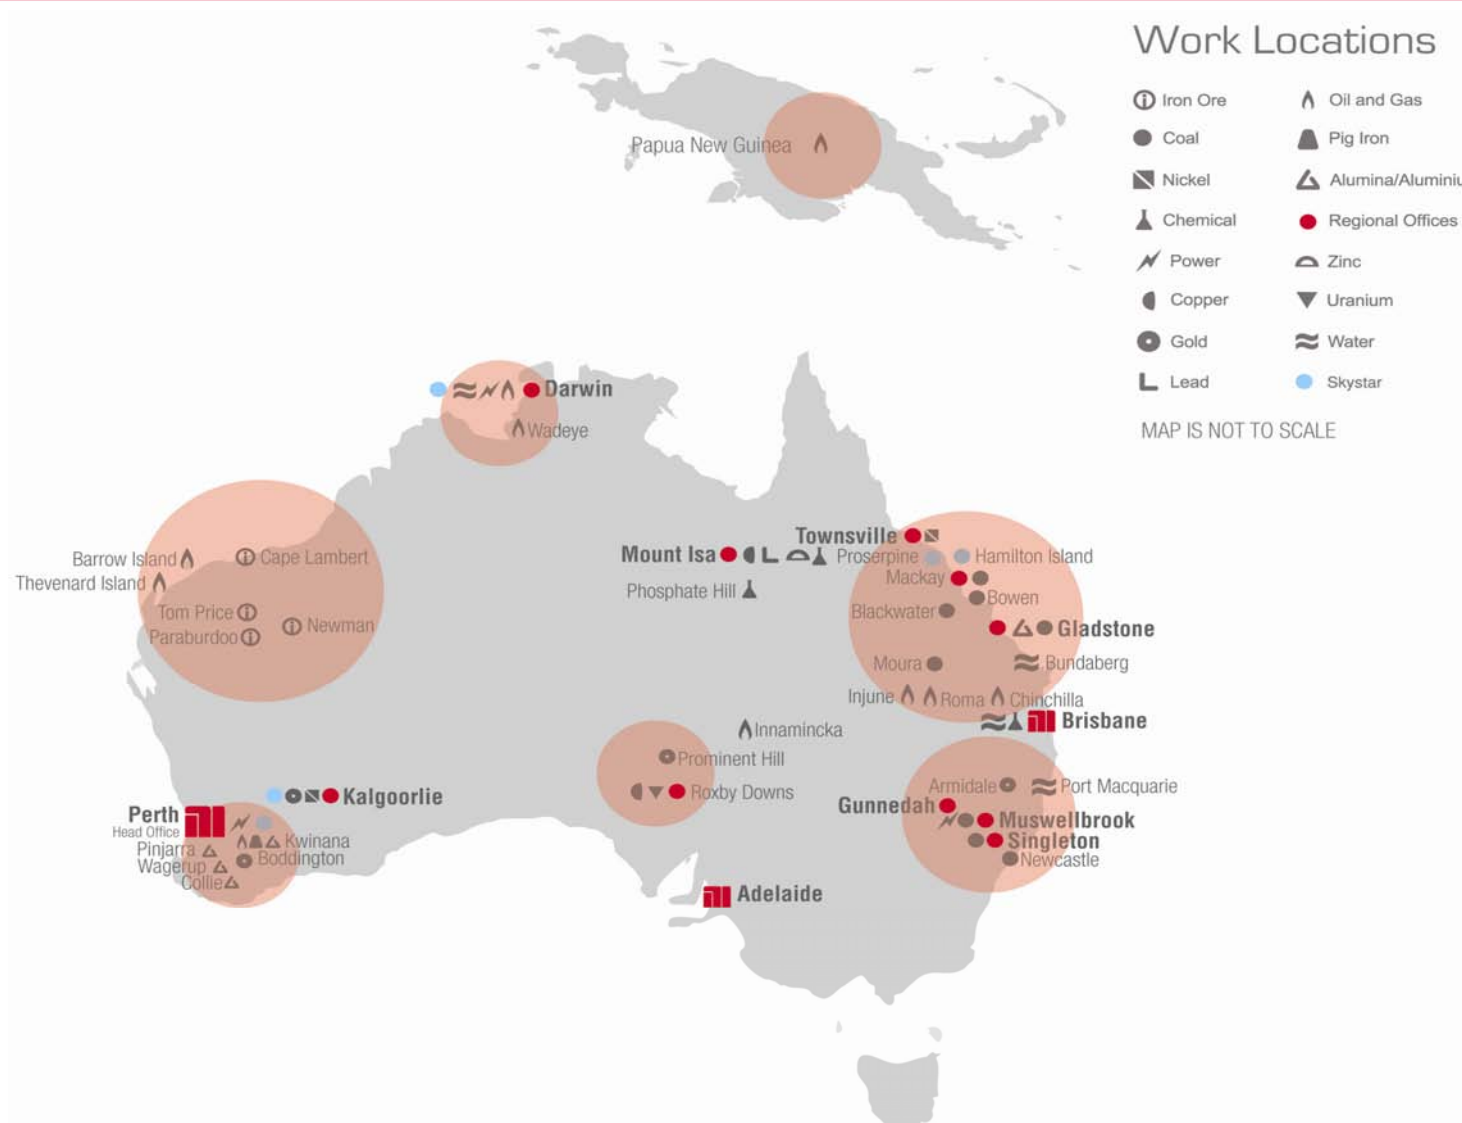 Work Locations
Iron Ore
Oil and Gas
Coal
Pig Iron
Nickel
Alumina/Aluminiu
Chemical
Regional Offices
Power
Zinc
Copper
Uranium
Gold
Water
Lead
Skystar
MAP IS NOT TO SCALE
Papua New Guinea
Darwin
Wadeye
Barrow Island
Cape Lambert
Thevenard Island
Tom Price
Newman
Paraburdoo
Townsville
Mount Isa
Proserpine
Hamilton Island
Phosphate Hill
Mackay
Bowen
Blackwater
Gladstone
Moura
Bundaberg
Injune
Roma
Chinchilla
Brisbane
Innamincka
Prominent Hill
Roxby Downs
Armidale
Port Macquarie
Gunnedah
Muswellbrook
Singleton
Newcastle
Kalgoorlie
Perth
Head Office
Kwinana
Pinjarra
Boddington
Wagerup
Collie
Adelaide